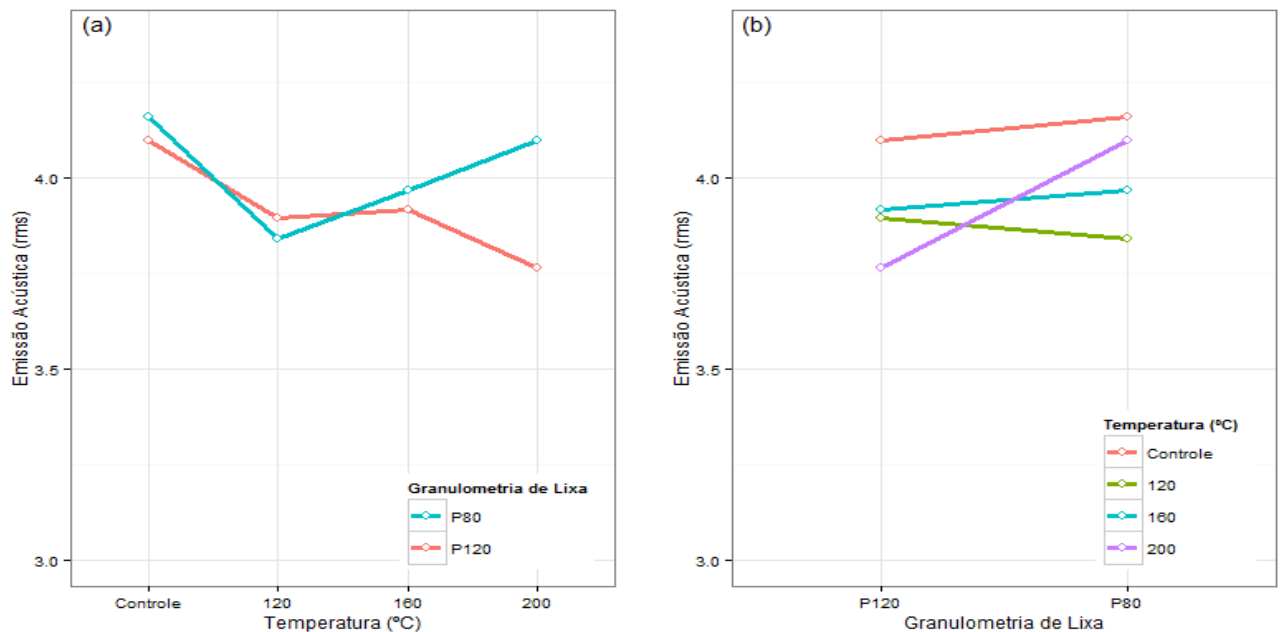 (a)
Emissão Acústica (rms)
4.0
3.5
3.0
Controle
120
160
200
Temperatura (ºC)
Granulometria de Lixa
P80
P120
(b)
Emissão Acústica (rms)
4.0
3.5
3.0
P120
P80
Granulometria de Lixa
Temperatura (ºC)
Controle
120
160
200